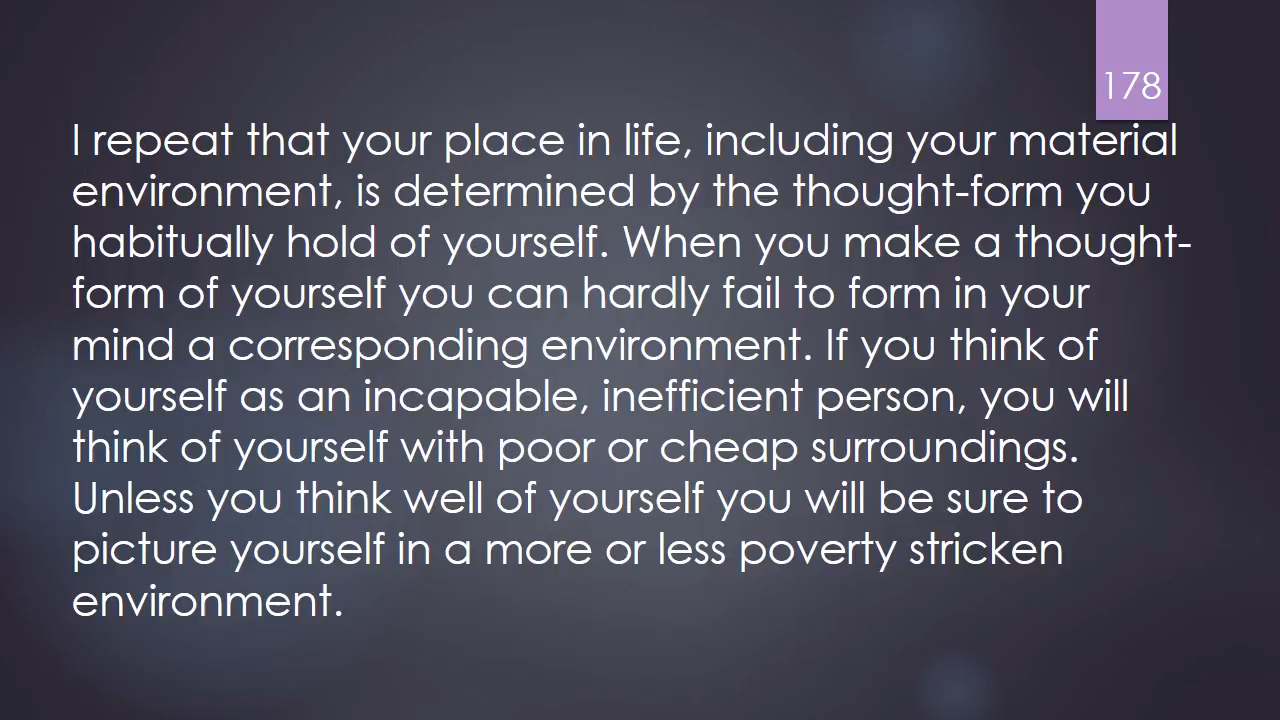 178
I repeat that your place in life, including your material
environment, is determined by the thought-form you
habitually hold of yourself. When you make a thought-
form of yourself you can hardly fail to form in your
mind a corresponding environment. If you think of
yourself as an incapable, inefficient person, you will
think of yourself with poor or cheap surroundings.
Unless you think well of yourself you will be sure to
picture yourself in a more or less poverty stricken
environment.